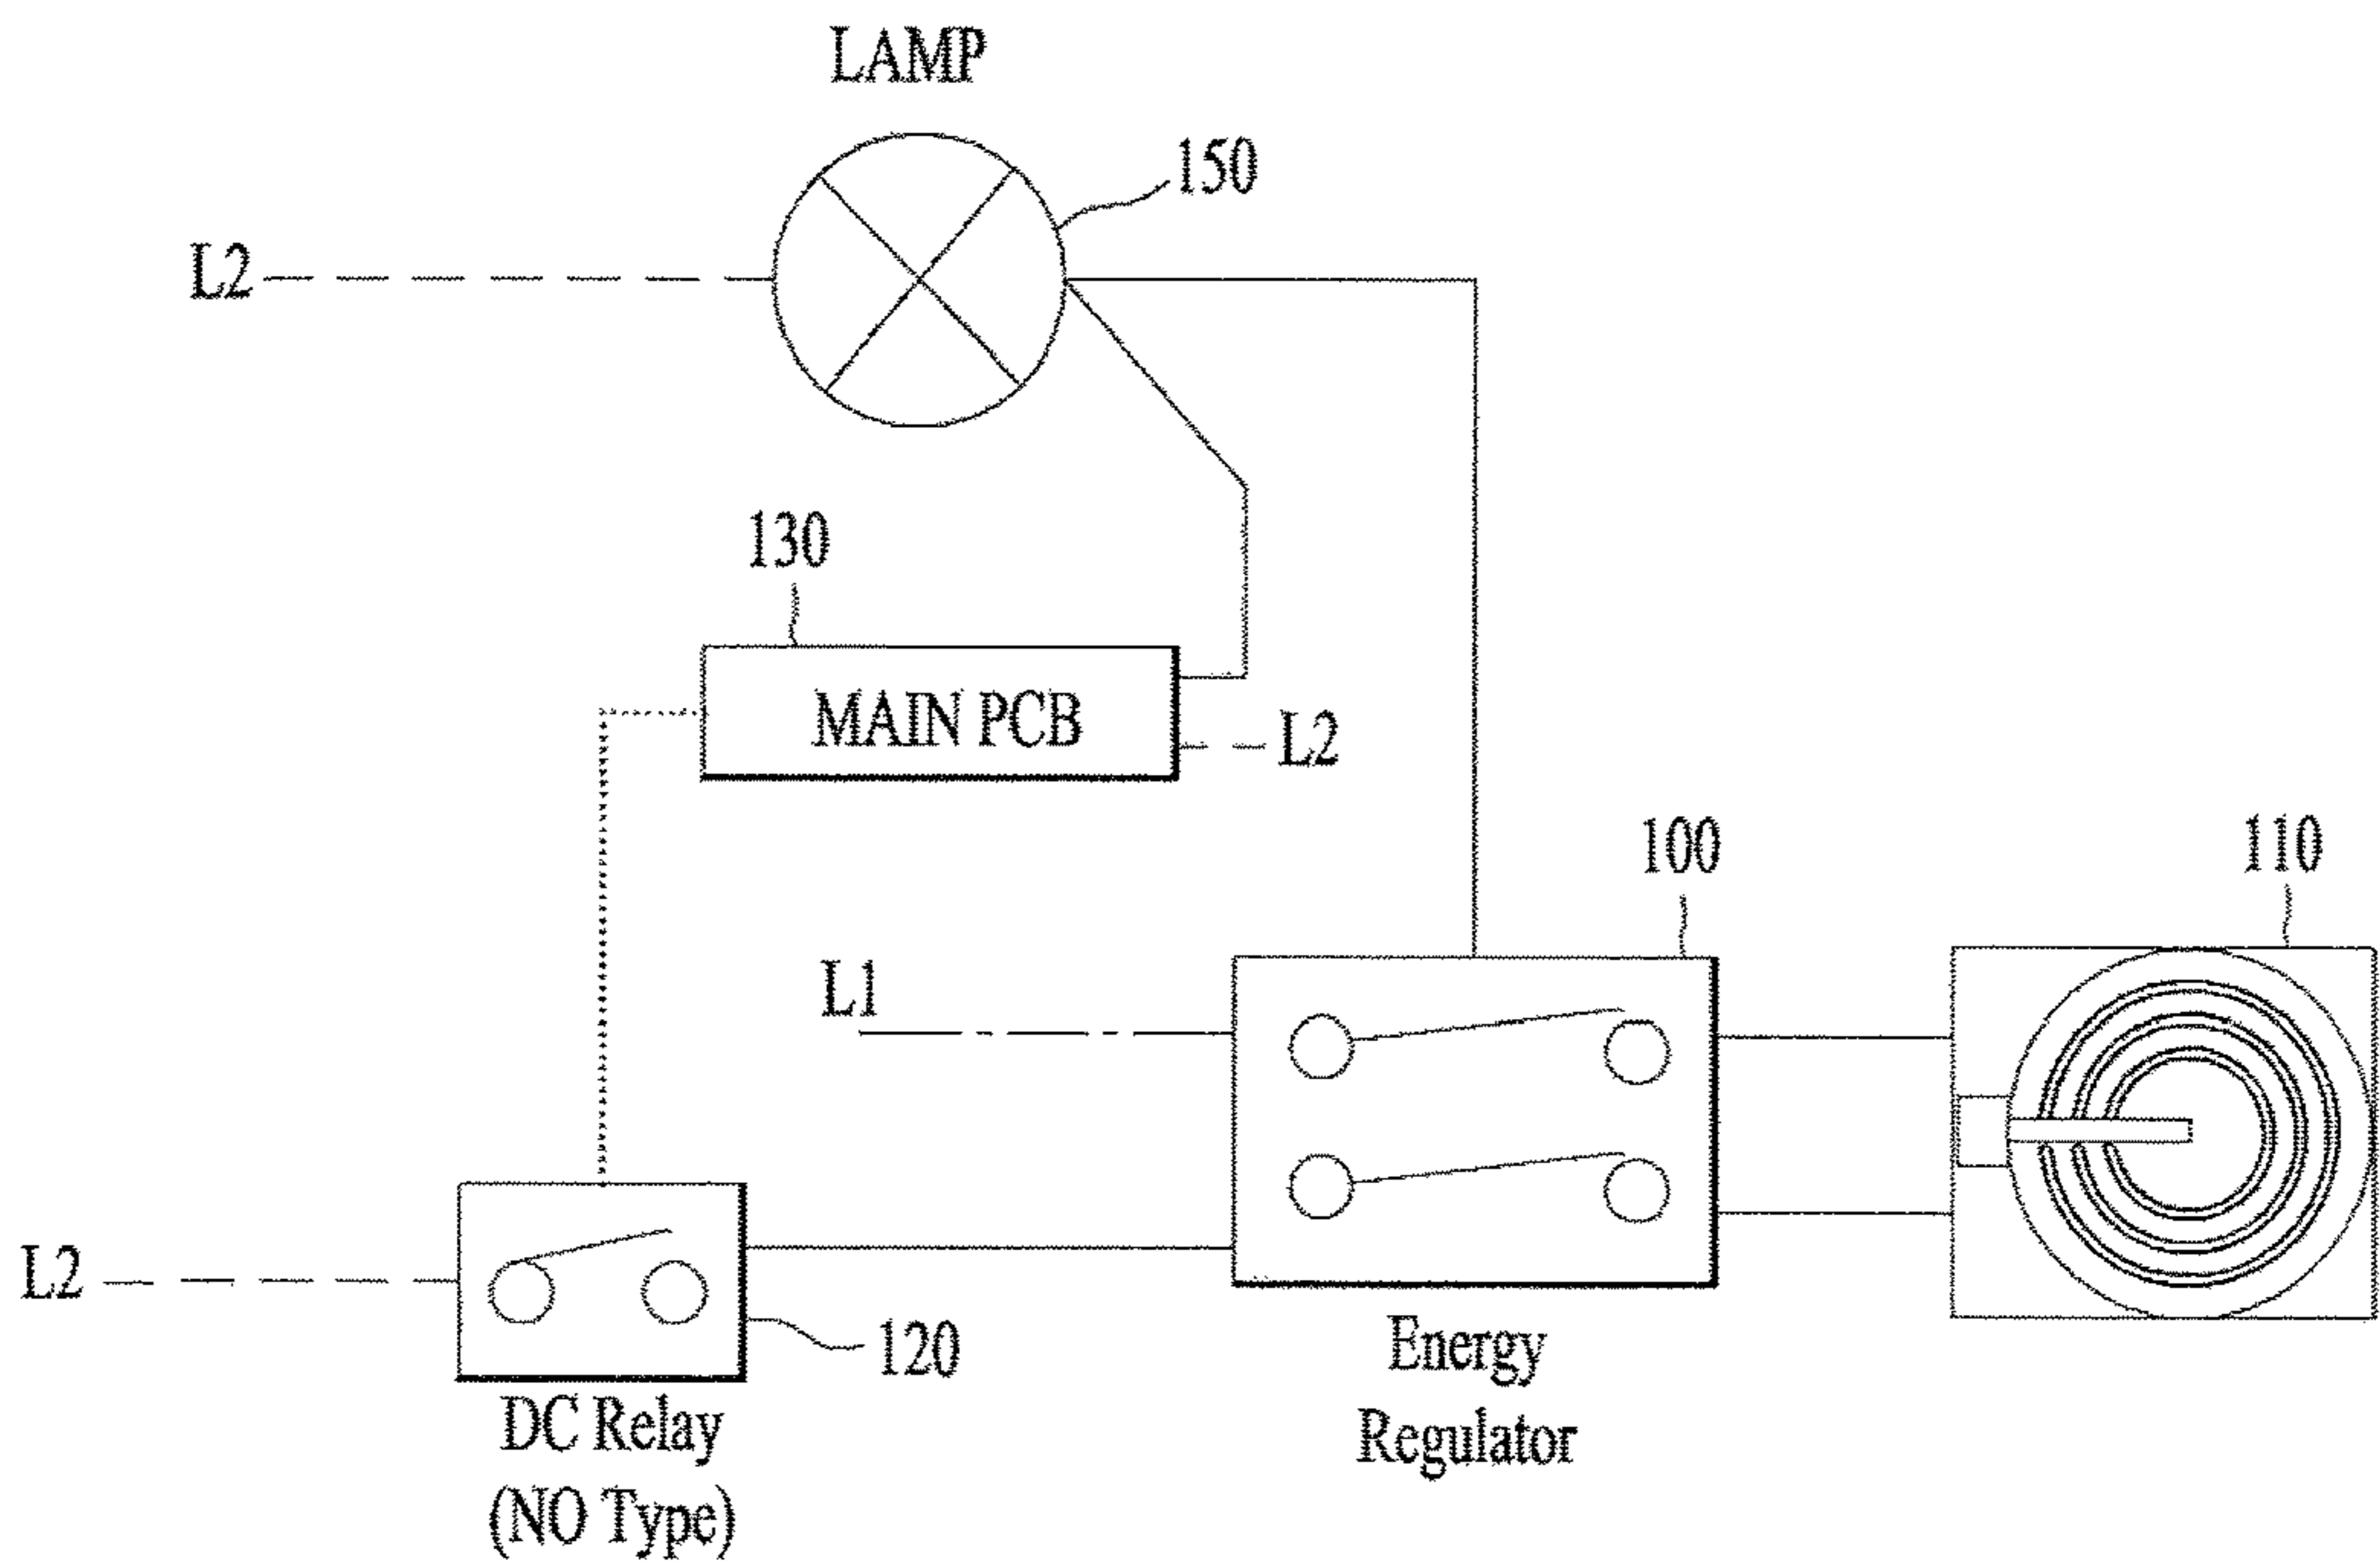 LAMP
150
L2
130
MAIN PCB
L2
100
110
L1
L2
120
Energy
Regulator
DC Relay
(NO Type)